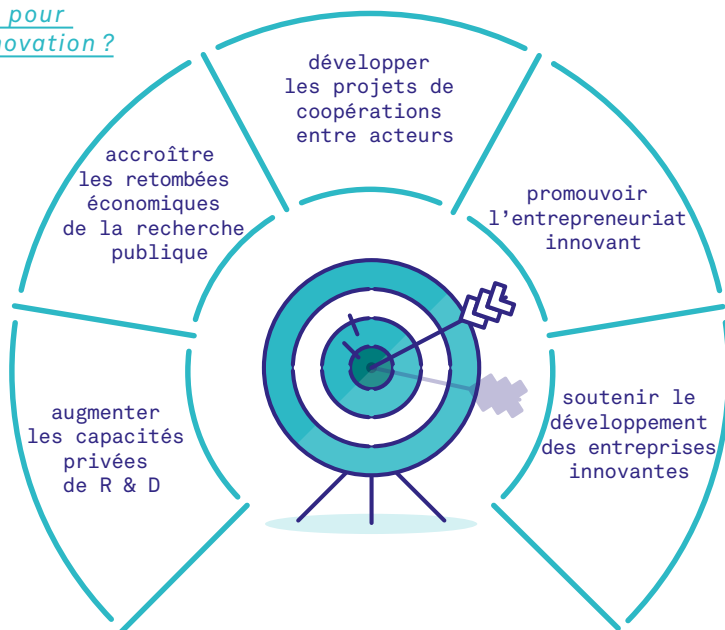 pour
novation ?
développer
les projets de
coopérations
entre acteurs
accroître
les retombées
économiques
de la recherche
publique
promouvoir
l’entrepreneuriat
innovant
augmenter
les capacités
privées
de R & D
soutenir le
développement
des entreprises
innovantes